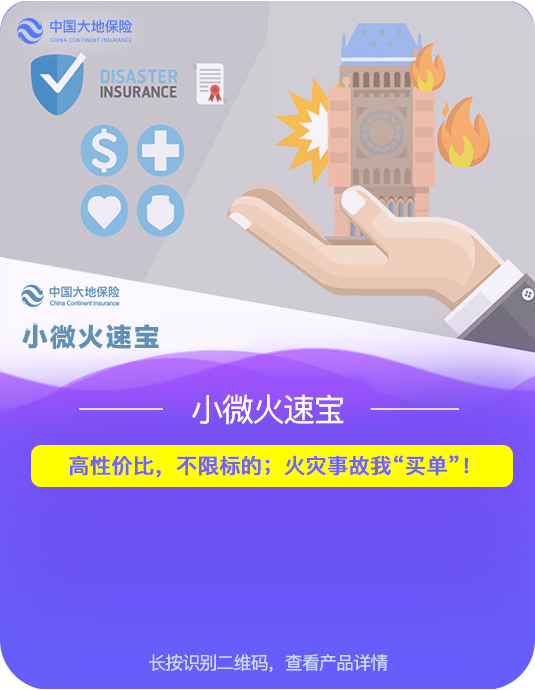 中国大地保险
CHINA CONTINENT INSURANCE
DISASTER
INSURANCE
$
中国大地保险
China Continent Insurance
小微火速宝
小微火速宝
高性价比，不限标的；火灾事故我“买单”！
长按识别二维码，查看产品详情